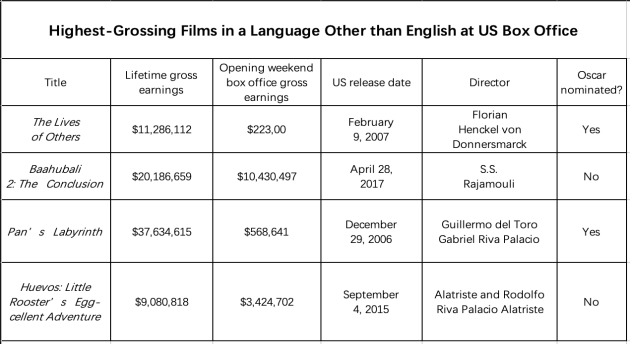 Highest-Grossing Films in a Language Other than English at US Box Office
Title
Lifetime gross
earnings
Opening weekend
box office gross
earnings
US release date
Director
Oscar
nominated?
The Lives
of Others
$11,286,112
$223,00
February
9, 2007
Florian
Henckel von
Donnersmarck
Yes
Baahubali
2: The Conclusion
$20,186,659
$10,430,497
April 28,
2017
S.S.
Rajamouli
No
Pan's Labyrinth
$37,634,615
$568,641
December
29, 2006
Guillermo del Toro
Gabriel Riva Palacio
Yes
Huevos: Little
Rooster's Egg-
cellent Adventure
$9,080,818
$3,424,702
September
4, 2015
Alatriste and Rodolfo
Riva Palacio Alatriste
No